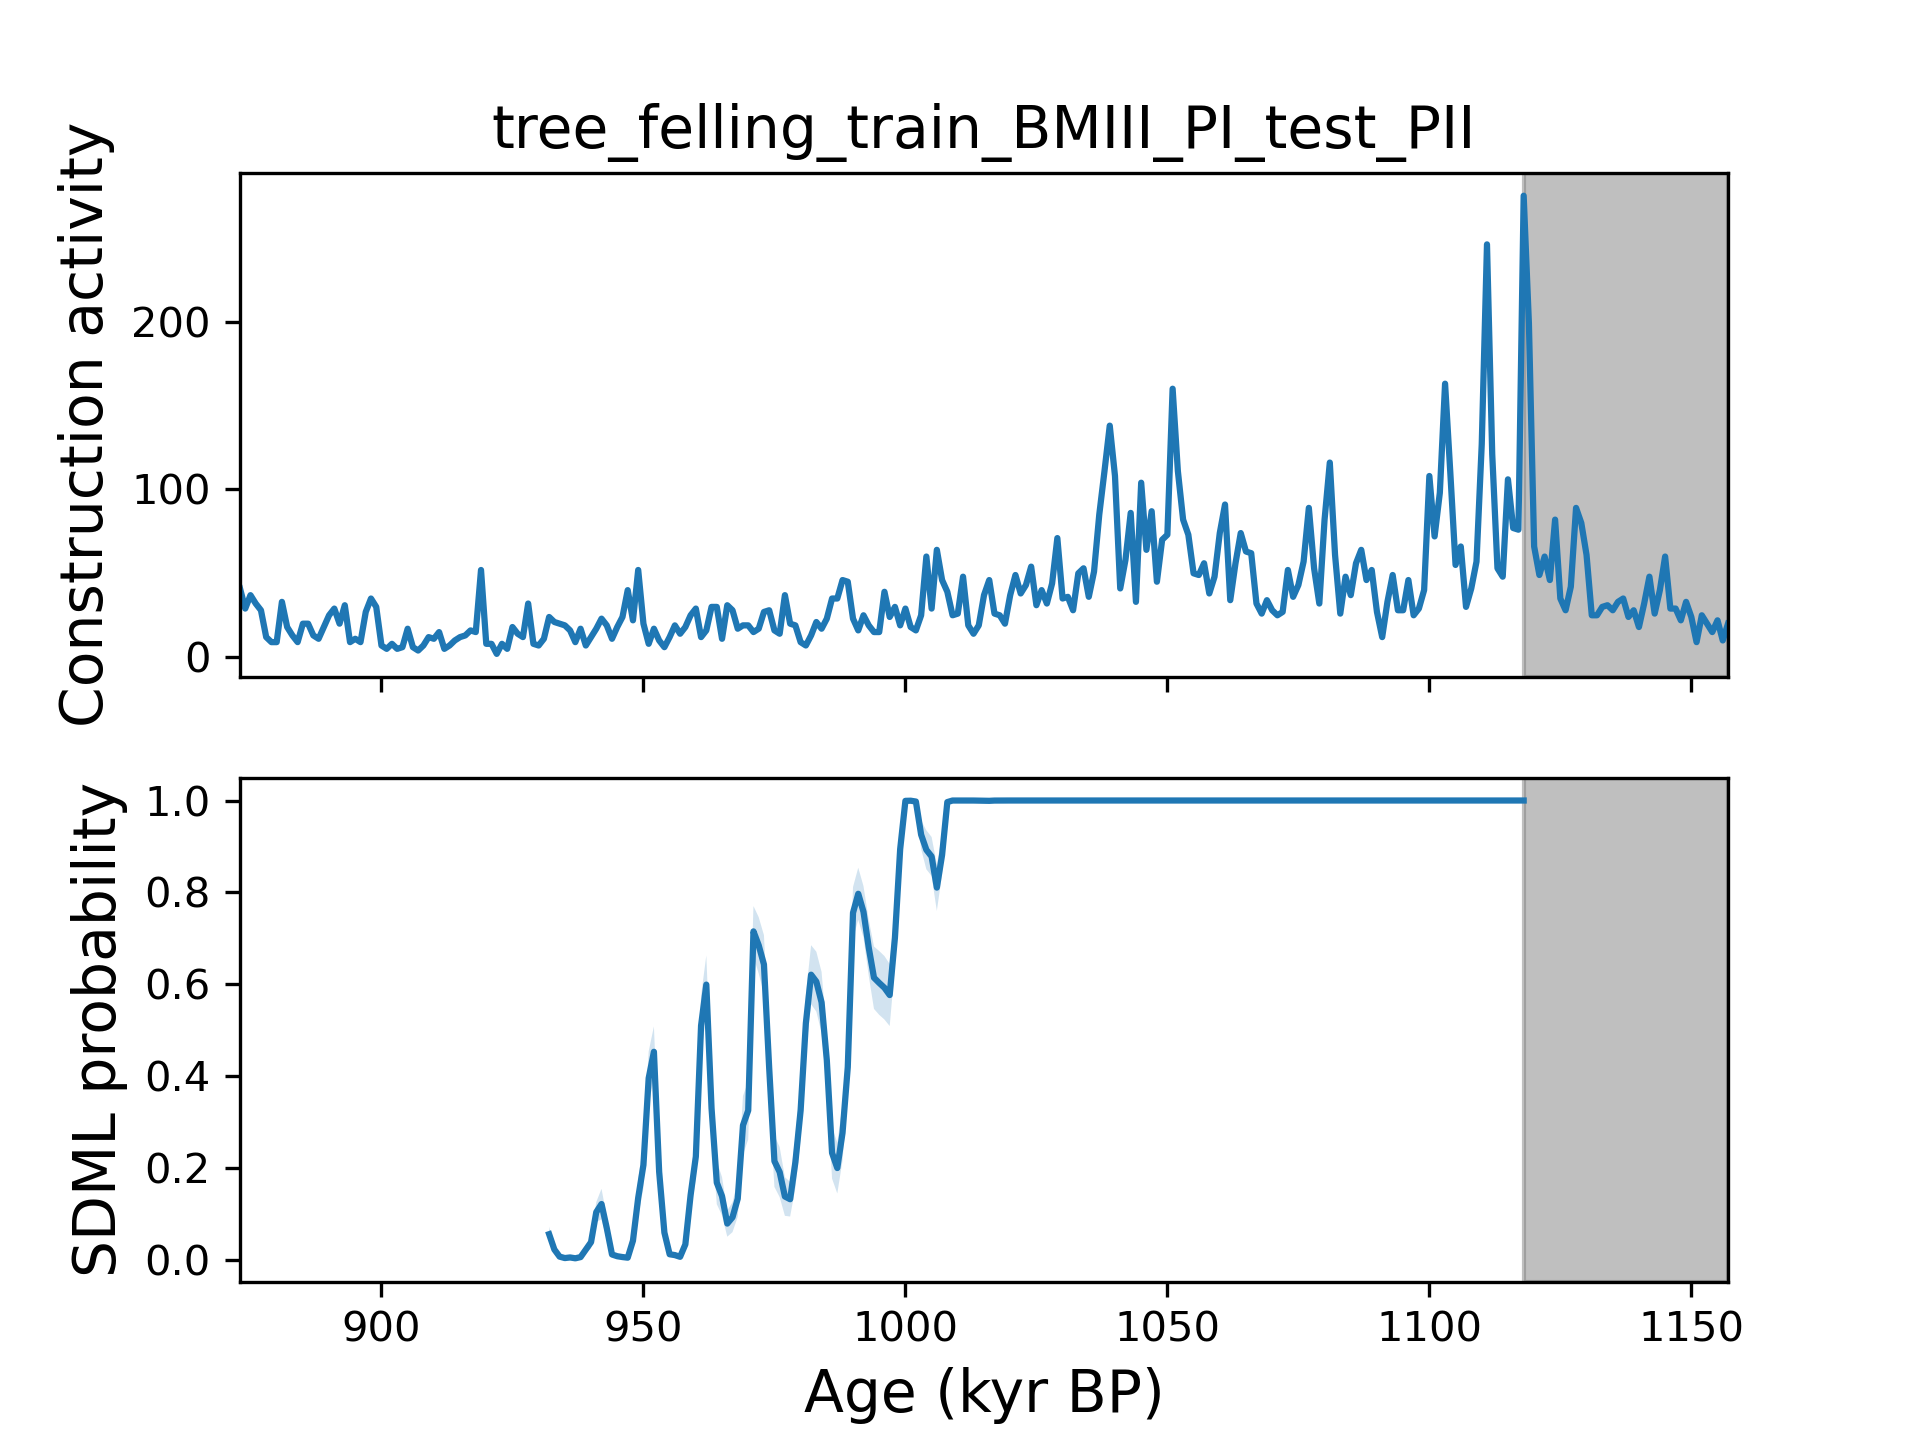 tree_felling_train_BMIII_PI_test_PII
Construction activity
200
100
0
SDML probability
1.0
0.8
0.6
0.4
0.2
0.0
900 950 1000 1050 1100 1150
Age (kyr BP)